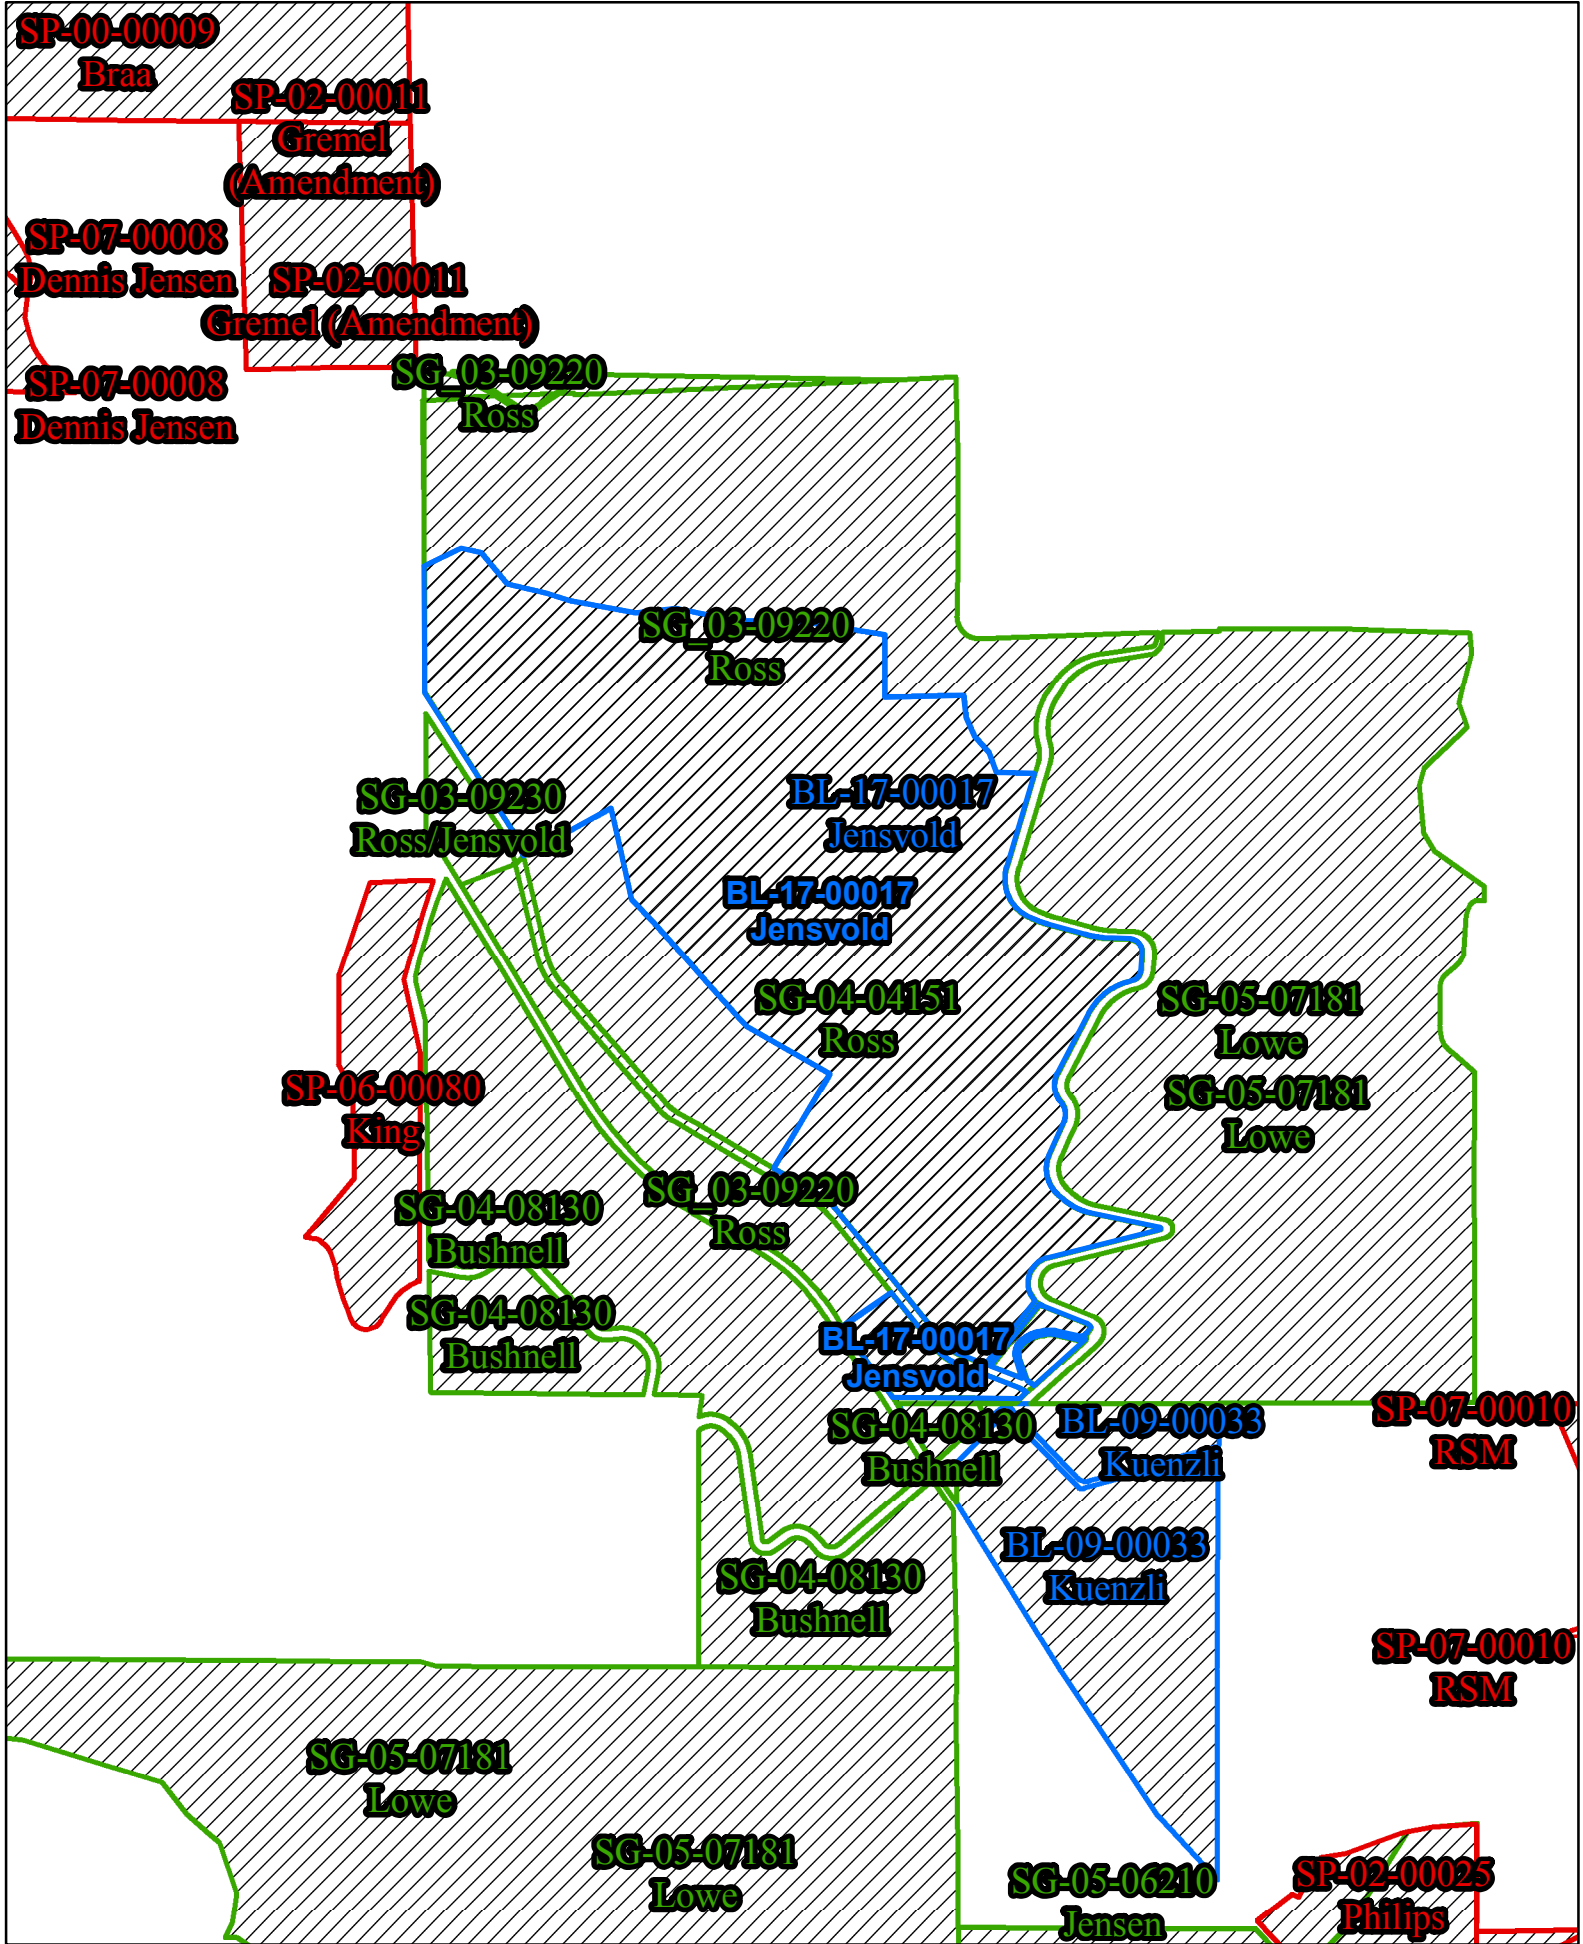 SP-00-00009
Braa
SP-02-00011
Gremel
(Amendment)
SP-07-00008
Dennis Jensen
SP-02-00011
Gremel (Amendment)
SP-07-00008
Dennis Jensen
SG_03-09220
Ross
SG_03-09220
Ross
SG-03-09230
Ross/Jensvold
BL-17-00017
Jensvold
BL-17-00017
Jensvold
SG-04-04151
Ross
SG-05-07181
Lowe
SG-05-07181
Lowe
SP-06-00080
King
SG_03-09220
Ross
SG-04-08130
Bushnell
SG-04-08130
Bushnell
BL-17-00017
Jensvold
SG-04-08130
Bushnell
BL-09-00033
Kuenzli
SP-07-00010
RSM
BL-09-00033
Kuenzli
SG-04-08130
Bushnell
SP-07-00010
RSM
SG-05-07181
Lowe
SG-05-07181
Lowe
SG-05-06210
Jensen
SP-02-00025
Philips